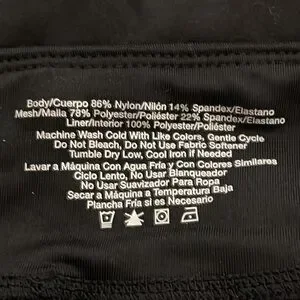 Body/Cuerpo 86% Nylon/Nilón 14% Spandex/Elastano
Mesh/Malla 78% Polyester/Poliéster 22% Spandex/Elastano
Liner/Interior 100% Polyester/Poliéster
Machine Wash Cold With Like Colors, Gentle Cycle
Do Not Bleach, Do Not Use Fabric Softener
Tumble Dry Low, Cool Iron if Needed
Lavar a Máquina con Agua Fría y Con Colores Similares
Ciclo Lento, No Usar Blanqueador
No Usar Suavizador Para Ropa
Secar a Máquina a Temperatura Baja
Plancha Fría si es Necesario